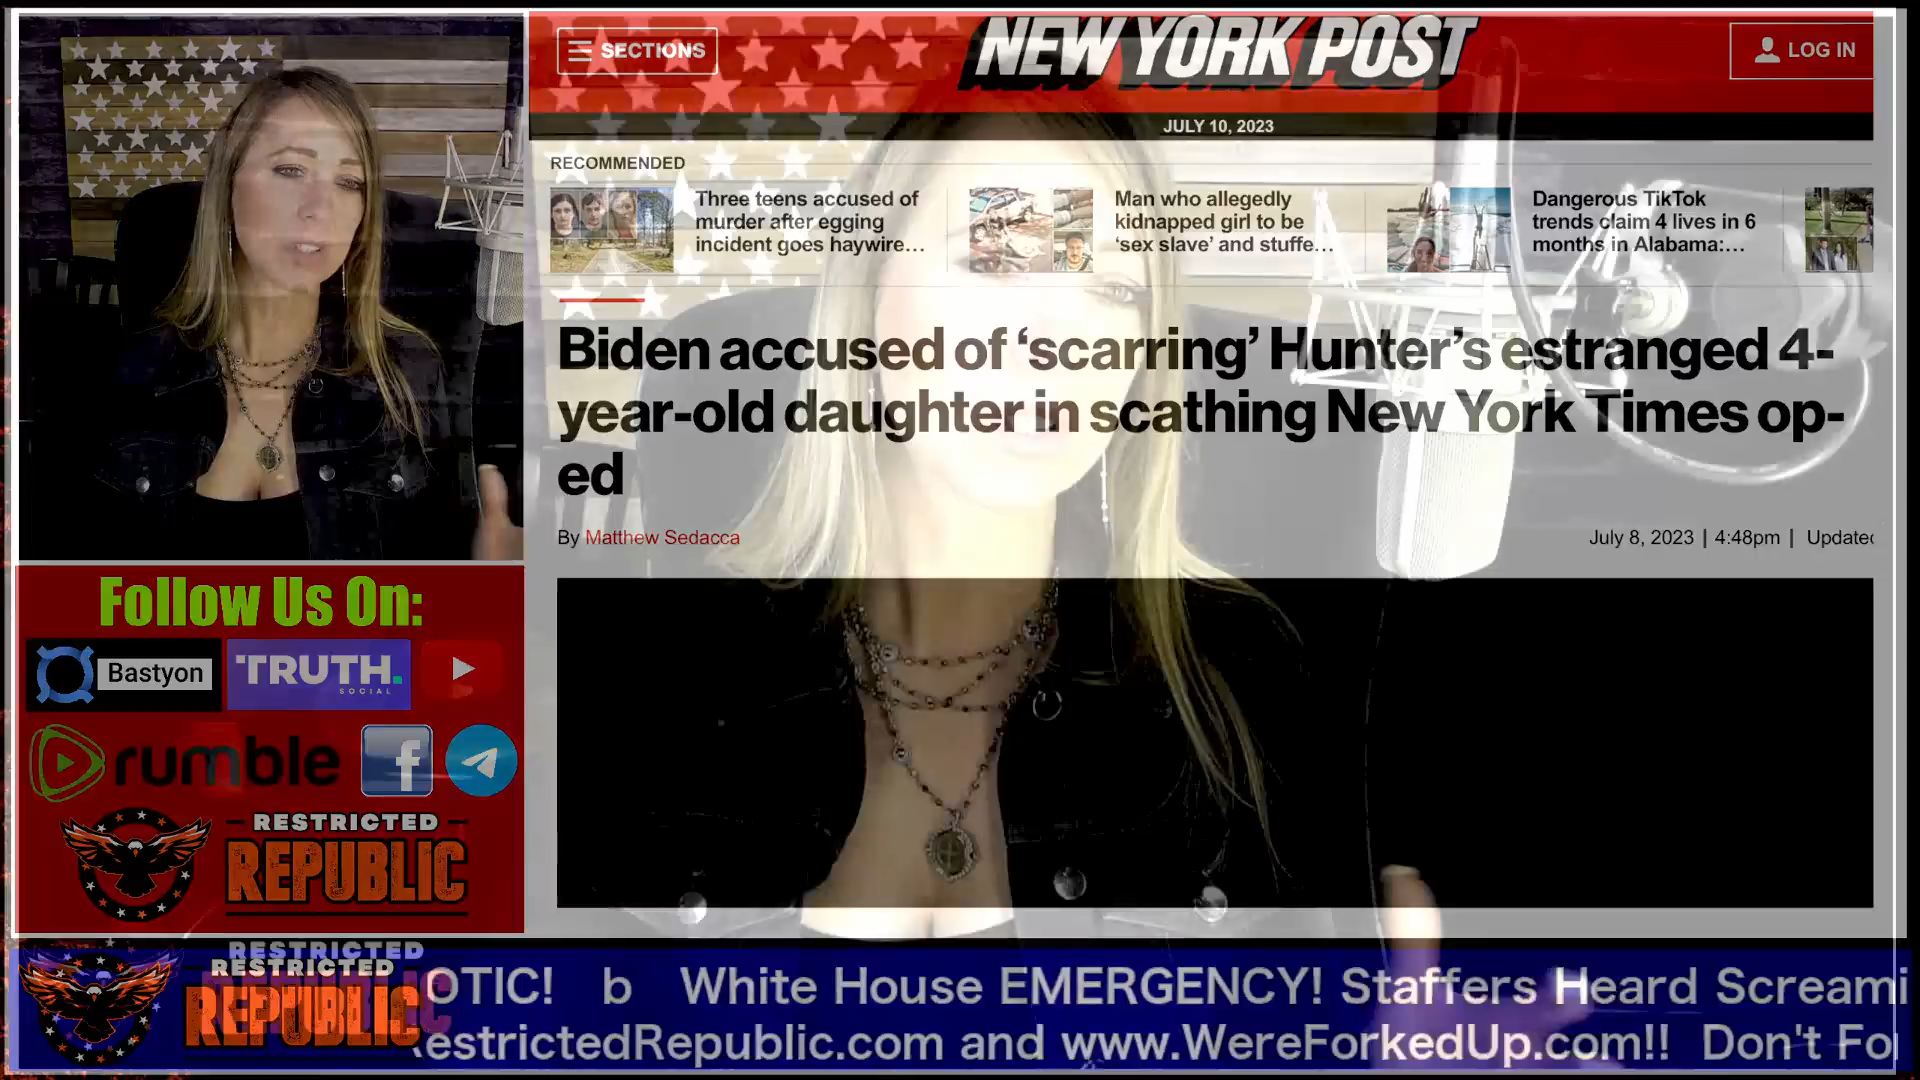 SECTIONS
NEW YORK POST
LOG IN
JULY 10, 2023
RECOMMENDED
Three teens accused of
murder after egging
incident goes haywire…
Man who allegedly
kidnapped girl to be
‘sex slave’ and stuffe…
Dangerous TikTok
trends claim 4 lives in 6
months in Alabama:…
Biden accused of ‘scarring’ Hunter’s estranged 4-
year-old daughter in scathing New York Times op-
ed
By Matthew Sedacca
July 8, 2023 | 4:48pm | Updated
Follow Us On:
Bastyon
TRUTH.
SOCIAL
rumble
f
RESTRICTED
REPUBLIC
RESTRICTED
RESTRICTED
REPUBLIC
OTIC! b White House EMERGENCY! Staffers Heard Screami
estrictedRepublic.com and www.WereForkedUp.com!! Don't Fo